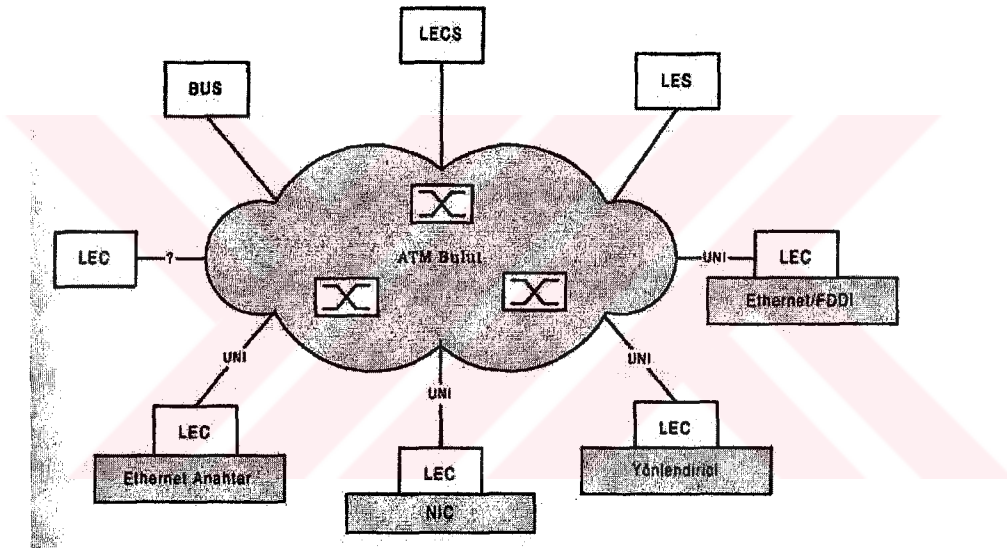 LECS
BUS
LES
ATM Bulut
LEC
?
UNI
LEC
Ethernet/FDDI
UNI
UNI
UNI
LEC
Ethernet Anahtar
LEC
NIC
LEC
Yönlendirici